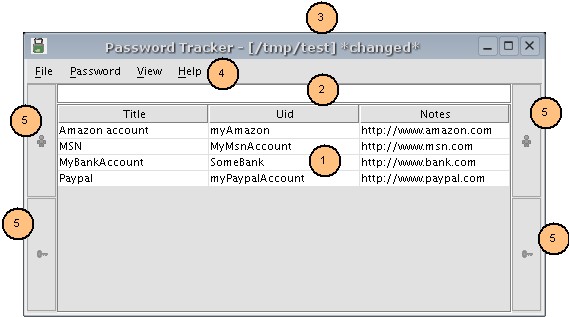 3
Password Tracker - [/tmp/test] *changed*
File Password View Help 4
2
5 5
Title Uid Notes
Amazon account myAmazon http://www.amazon.com
MSN MyMsnAccount http://www.msn.com
MyBankAccount SomeBank 1 http://www.bank.com
Paypal myPaypalAccount http://www.paypal.com
5 5